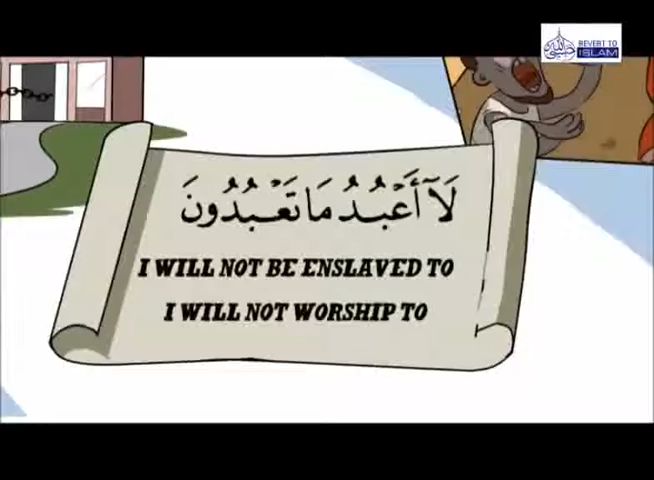 REVERT TO
ISLAM
لَآ أَعْبُدُ مَا تَعْبُدُونَ
I WILL NOT BE ENSLAVED TO
I WILL NOT WORSHIP TO